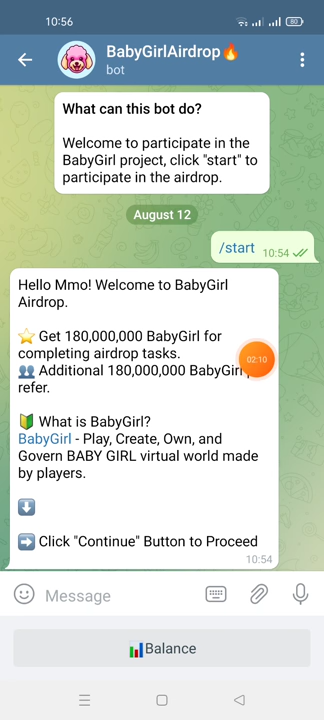 10:56
80
BabyGirlAirdrop🔥
bot
What can this bot do?
Welcome to participate in the
BabyGirl project, click "start" to
participate in the airdrop.
August 12
/start 10:54
Hello Mmo! Welcome to BabyGirl
Airdrop.
⭐ Get 180,000,000 BabyGirl for
completing airdrop tasks.
👥 Additional 180,000,000 BabyGirl
02:10
refer.
🔰 What is BabyGirl?
BabyGirl - Play, Create, Own, and
Govern BABY GIRL virtual world made
by players.
⬇️
➡️ Click "Continue" Button to Proceed
10:54
Message
📊Balance